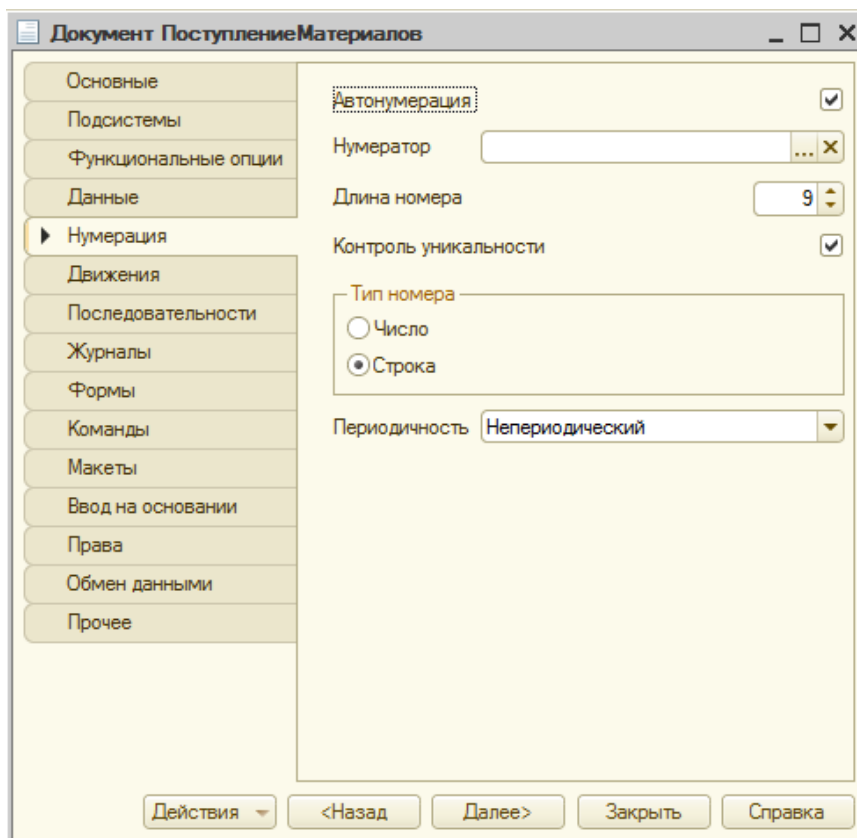 Документ ПоступлениеМатериалов
Основные
Подсистемы
Функциональные опции
Данные
Нумерация
Движения
Последовательности
Журналы
Формы
Команды
Макеты
Ввод на основании
Права
Обмен данными
Прочее
Автонумерация
Нумератор ...
Длина номера 9
Контроль уникальности
Тип номера
Число
Строка
Периодичность Непериодический
Действия <Назад Далее> Закрыть Справка